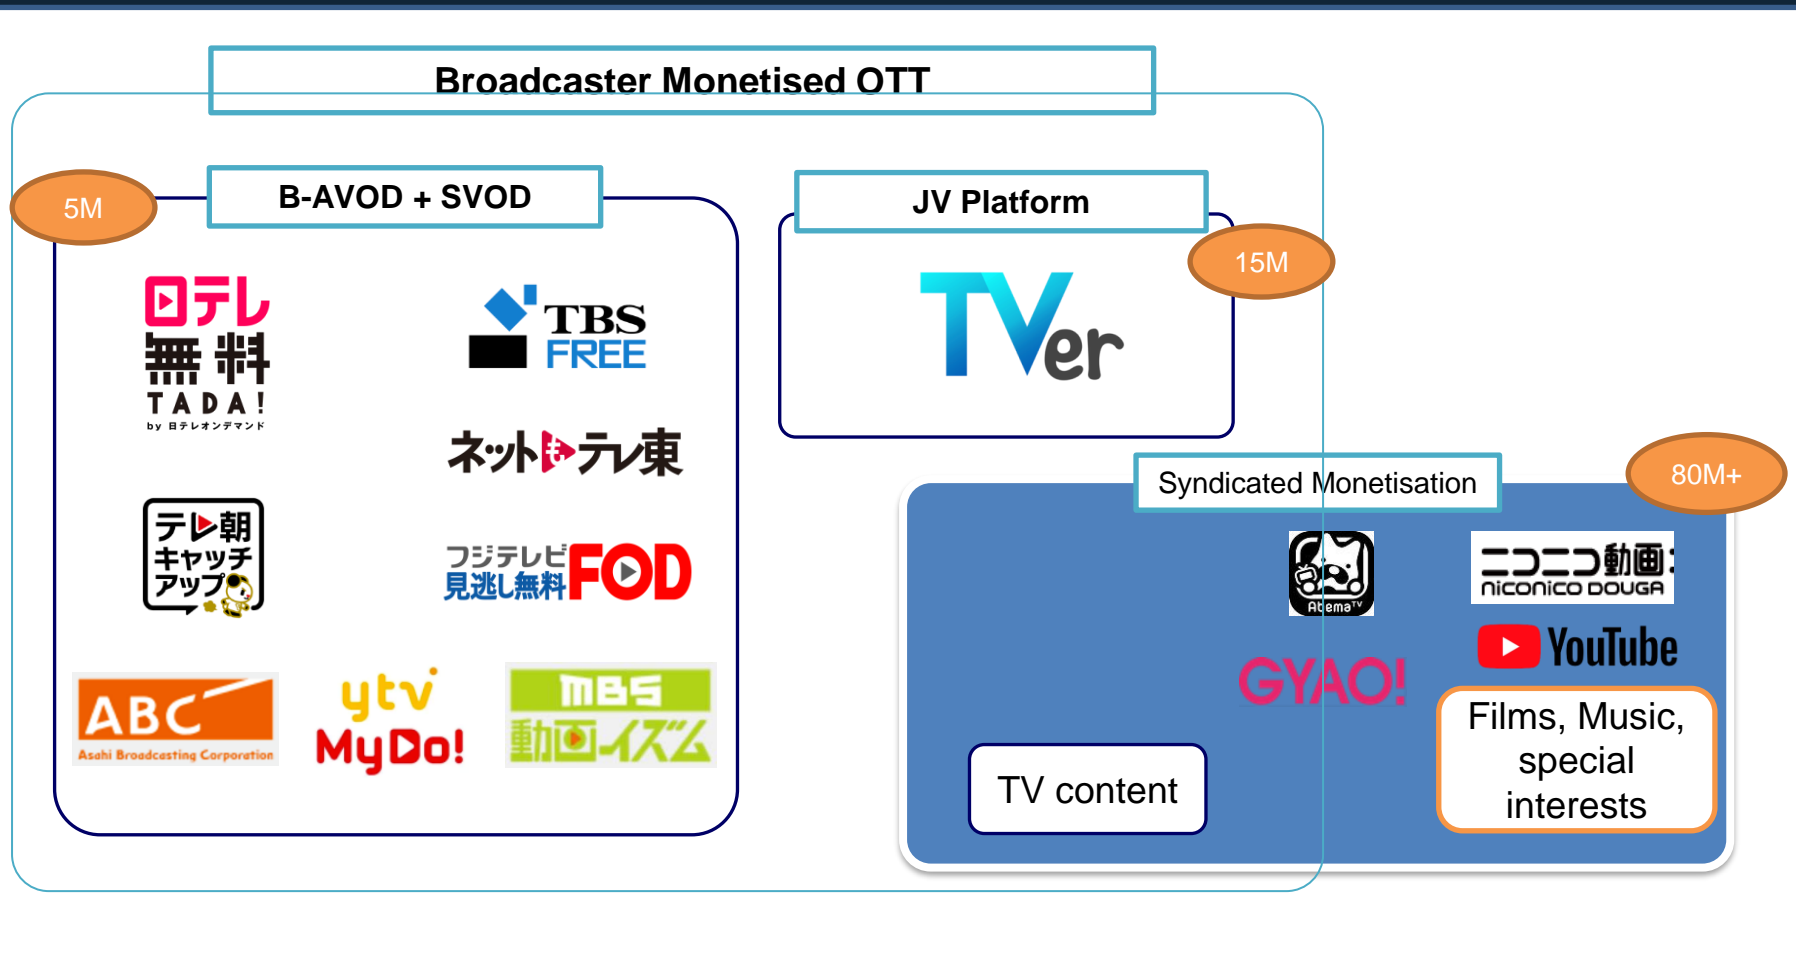 Broadcaster Monetised OTT
5M
B-AVOD + SVOD
JV Platform
15M
日テレ
無料
TADA!
by 日テレオンデマンド
TBS
FREE
TVer
ネットもテレ東
テレ朝
キャッチ
アップ
フジテレビ
見逃し無料
FOD
ABC
Asahi Broadcasting Corporation
ytv
MyDo!
MBS
動画イズム
Syndicated Monetisation
80M+
AbemaTV
ニコニコ動画
niconico douga
YouTube
GYAO!
TV content
Films, Music,
special
interests